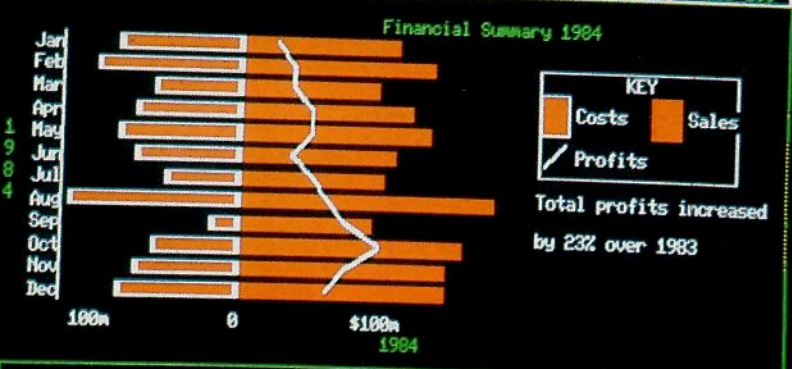 Financial Summary 1984
Jan
Feb
Mar
Apr
May
Jun
Jul
Aug
Sep
Oct
Nov
Dec
1
9
8
4
100m
0
$100m
1984
KEY
Costs
Sales
Profits
Total profits increased
by 23% over 1983